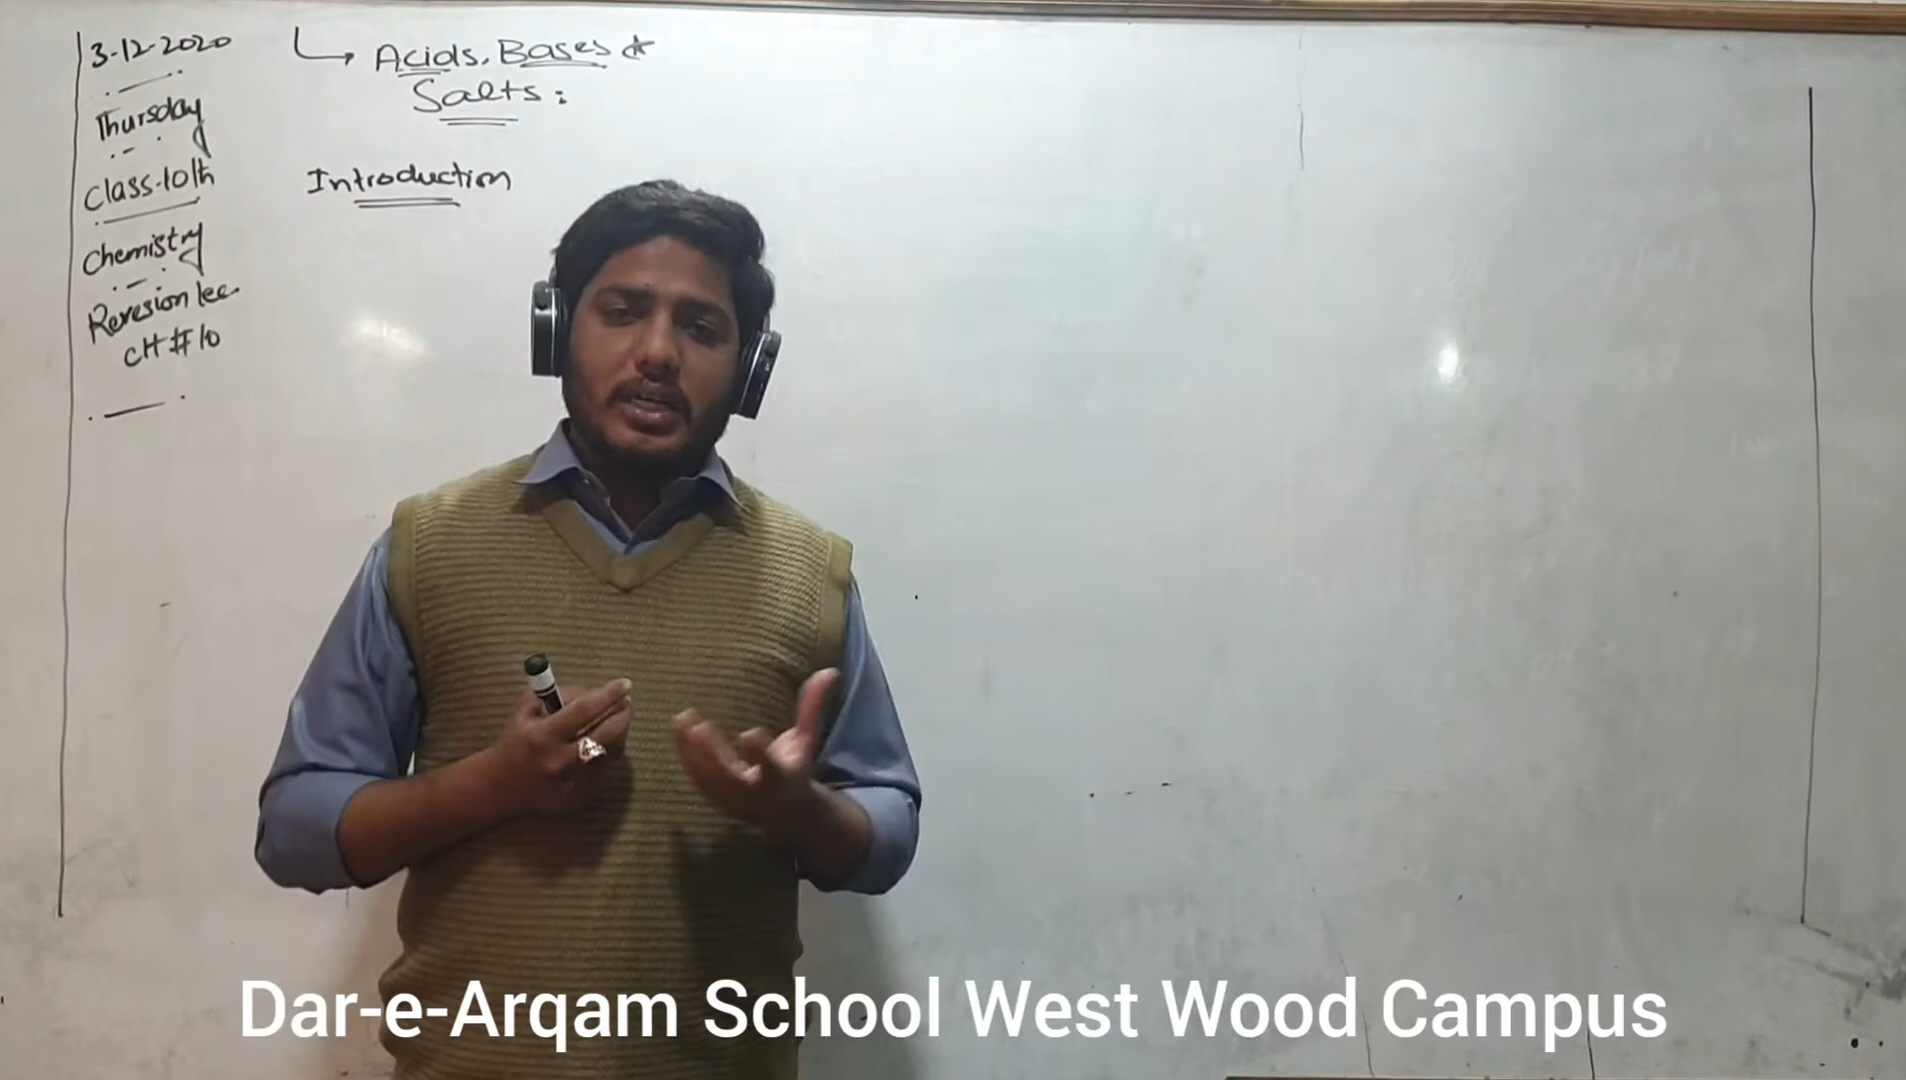 3-12-2020
Thursday
Class-10th
Chemistry
Revesion lec
CH # 10
Acids, Bases &
Salts:
Introduction
Dar-e-Arqam School West Wood Campus